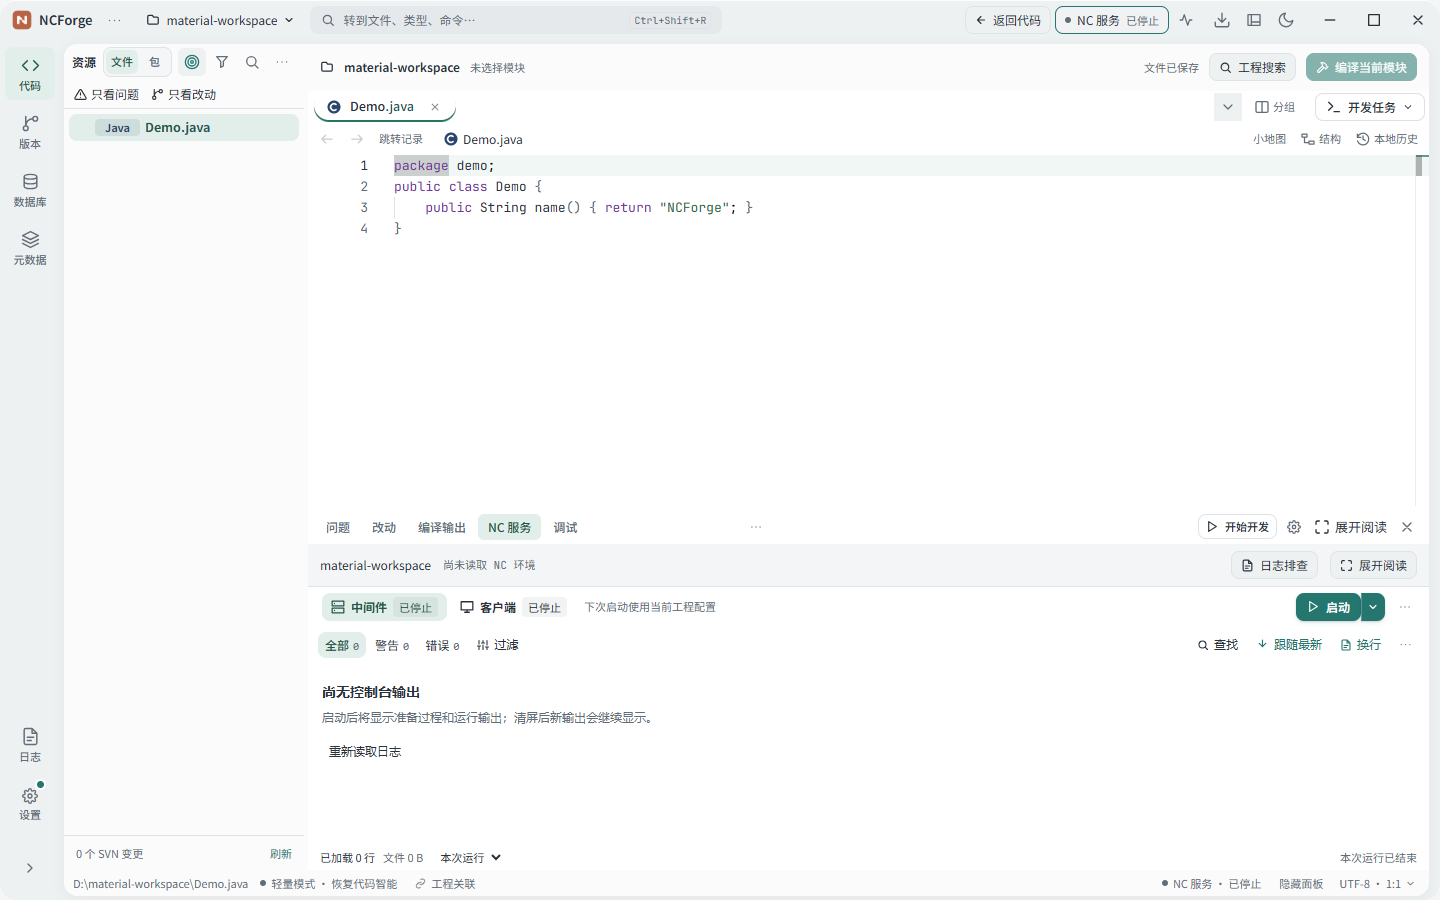 NCForge ··· material-workspace 转到文件、类型、命令··· Ctrl+Shift+R 返回代码 NC 服务 已停止
代码
版本
数据库
元数据
日志
设置
资源 文件 包 ···
只看问题 只看改动
Java Demo.java
0 个 SVN 变更 刷新
material-workspace 未选择模块 文件已保存 工程搜索 编译当前模块
Demo.java 分组 开发任务
跳转记录 Demo.java 小地图 结构 本地历史
1 package demo;
2 public class Demo {
3 public String name() { return "NCForge"; }
4 }
问题 改动 编译输出 NC 服务 调试 ··· 开始开发 展开阅读
material-workspace 尚未读取 NC 环境 日志排查 展开阅读
中间件 已停止 客户端 已停止 下次启动使用当前工程配置 启动 ···
全部 0 警告 0 错误 0 过滤 查找 跟随最新 换行 ···
尚无控制台输出
启动后将显示准备过程和运行输出；清屏后新输出会继续显示。
重新读取日志
已加载 0 行 文件 0 B 本次运行 本次运行已结束
D:\material-workspace\Demo.java 轻量模式 · 恢复代码智能 工程关联 NC 服务 · 已停止 隐藏面板 UTF-8 · 1:1